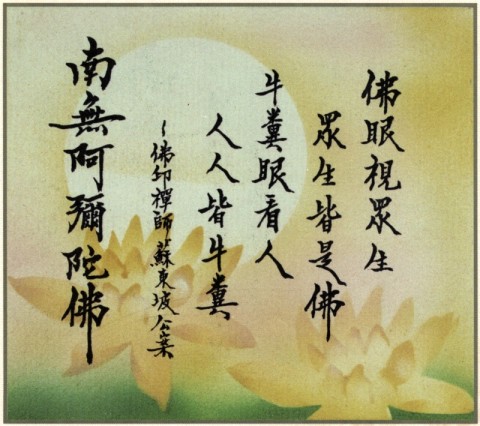 佛眼視眾生
眾生皆是佛
牛糞眼看人
人人皆牛糞
~佛印禪師蘇東坡公案
南無阿彌陀佛